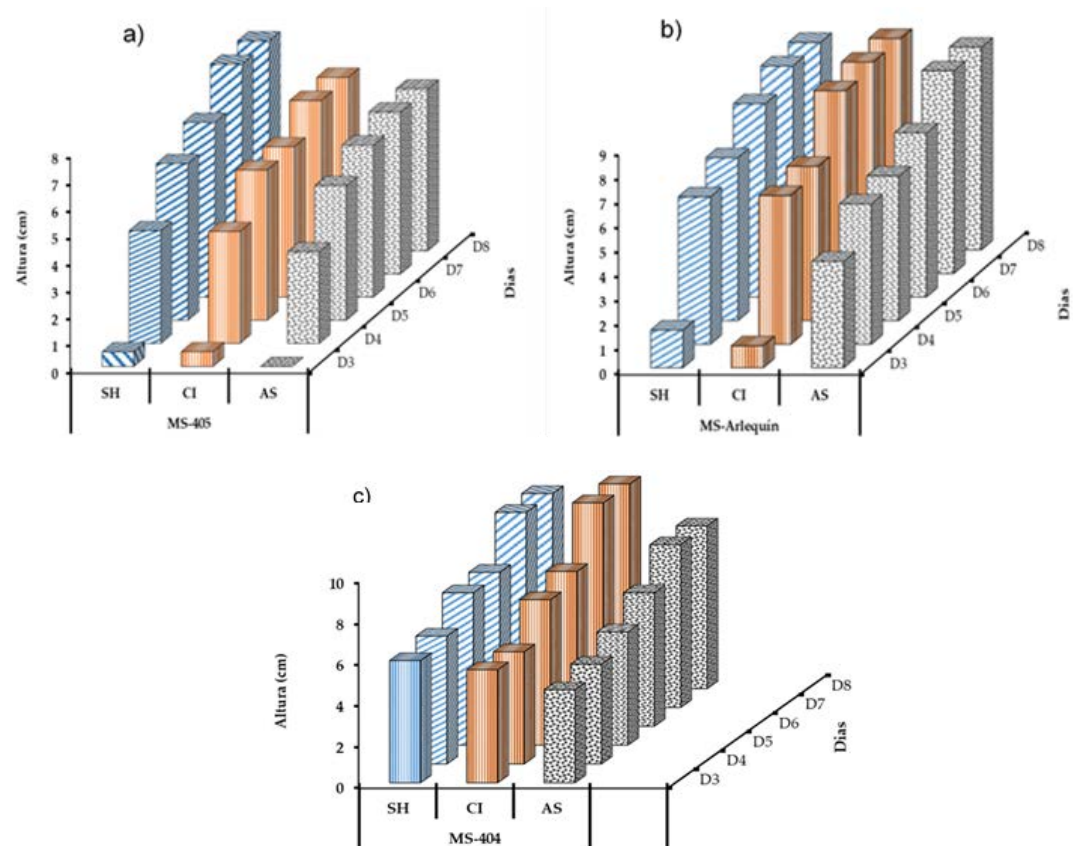 a)
Altura (cm)
8
7
6
5
4
3
2
1
0
SH CI AS
MS-405
D3
D4
D5
D6
D7
D8
Dias
b)
Altura (cm)
9
8
7
6
5
4
3
2
1
0
SH CI AS
MS-Arlequín
D3
D4
D5
D6
D7
D8
Dias
c)
Altura (cm)
10
8
6
4
2
0
SH CI AS
MS-404
D3
D4
D5
D6
D7
D8
Dias